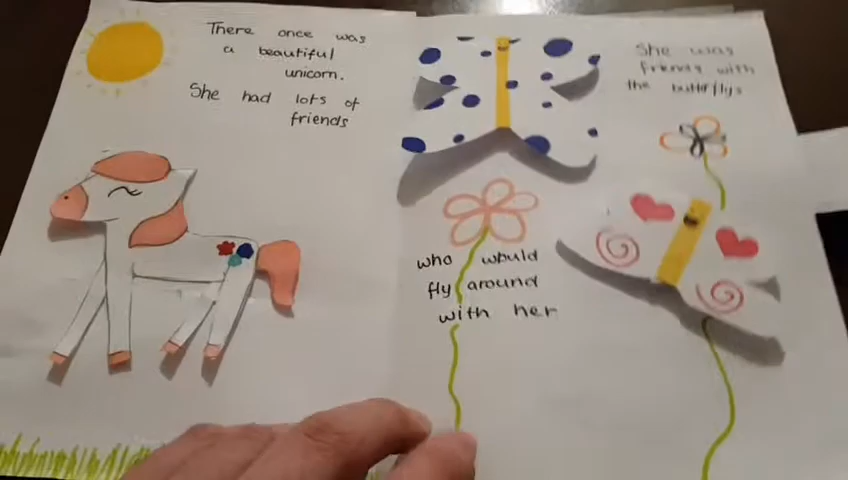 There once was
a beautiful
unicorn.
She had lots of
friends
who would
fly around
with her
She was
friends with
the butterflys